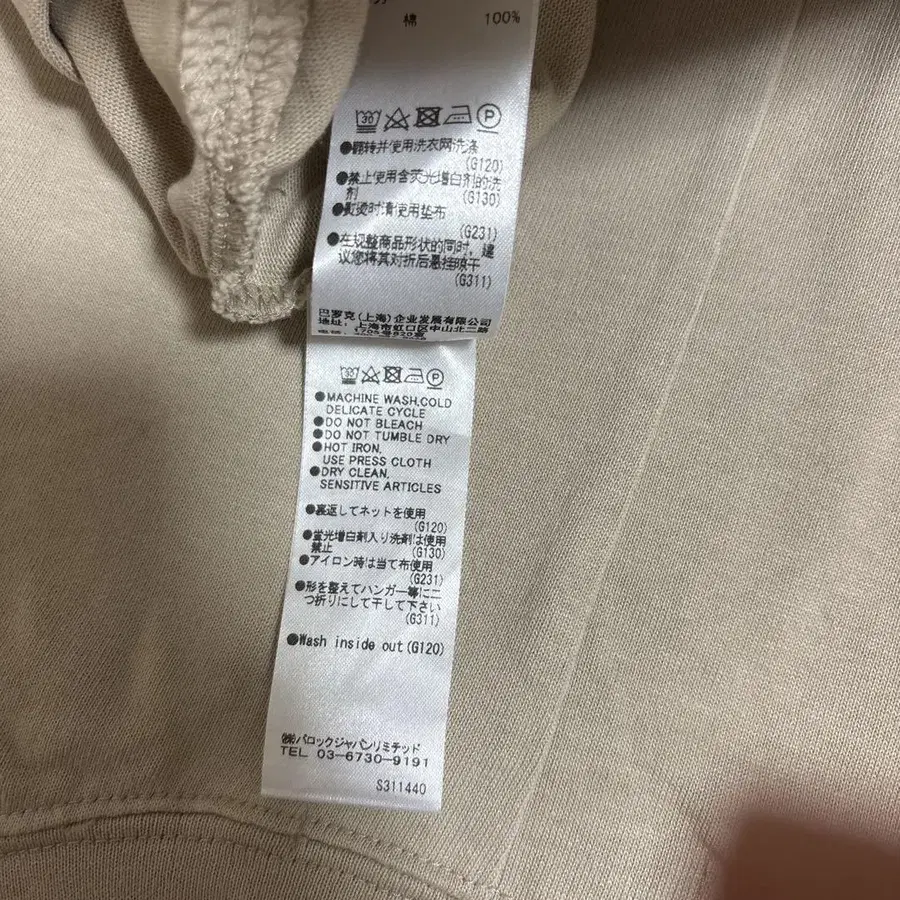 棉 100%
30 P
●翻转并使用洗衣网洗涤
(G120)
●禁止使用含荧光增白剂的洗
剂 (G130)
●熨烫时请使用垫布
(G231)
●在规整商品形状的同时，建
议您将其对折后悬挂晾干
(G311)
巴罗克（上海）企业发展有限公司
地址：上海市虹口区中山北二路
30 P
●MACHINE WASH,COLD
DELICATE CYCLE
●DO NOT BLEACH
●DO NOT TUMBLE DRY
●HOT IRON,
USE PRESS CLOTH
●DRY CLEAN,
SENSITIVE ARTICLES
●裏返してネットを使用
(G120)
●蛍光増白剤入り洗剤は使用
禁止 (G130)
●アイロン時は当て布使用
(G231)
●形を整えてハンガー等に二
つ折りにして干して下さい
(G311)
●Wash inside out(G120)
㈱バロックジャパンリミテッド
TEL 03-6730-9191
S311440